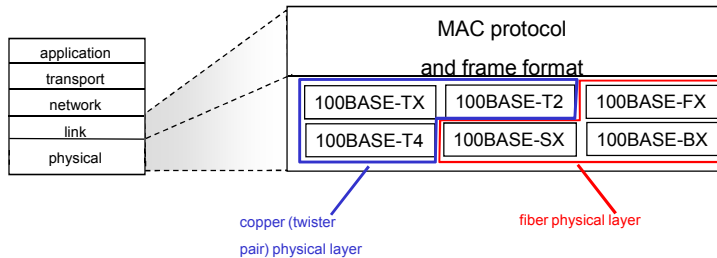 application
transport
network
link
physical
MAC protocol
and frame format
100BASE-TX
100BASE-T2
100BASE-FX
100BASE-T4
100BASE-SX
100BASE-BX
copper (twister
pair) physical layer
fiber physical layer